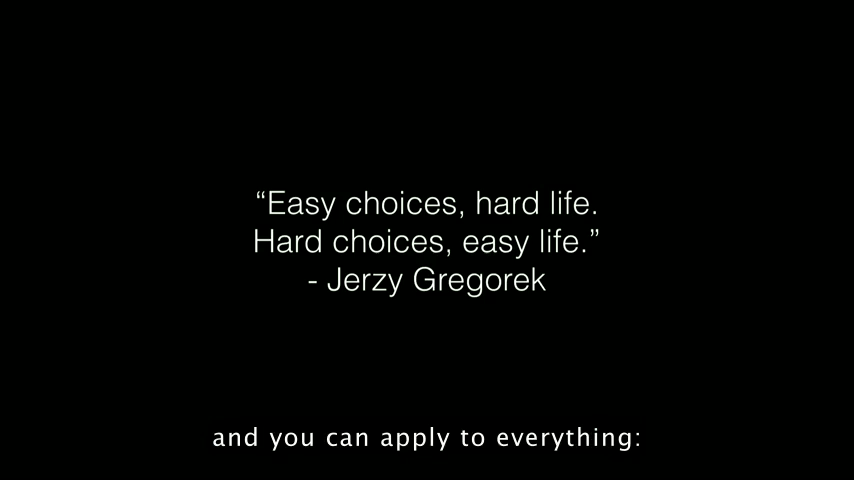 “Easy choices, hard life.
Hard choices, easy life.”
- Jerzy Gregorek
and you can apply to everything: